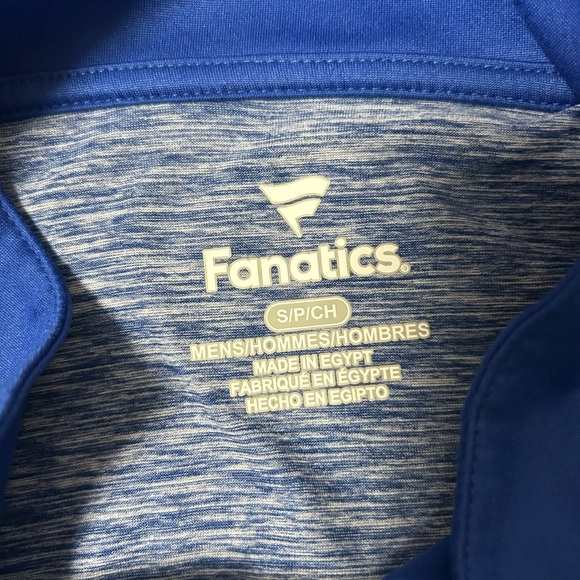 Fanatics®
S/P/CH
MENS/HOMMES/HOMBRES
MADE IN EGYPT
FABRIQUÉ EN ÉGYPTE
HECHO EN EGIPTO